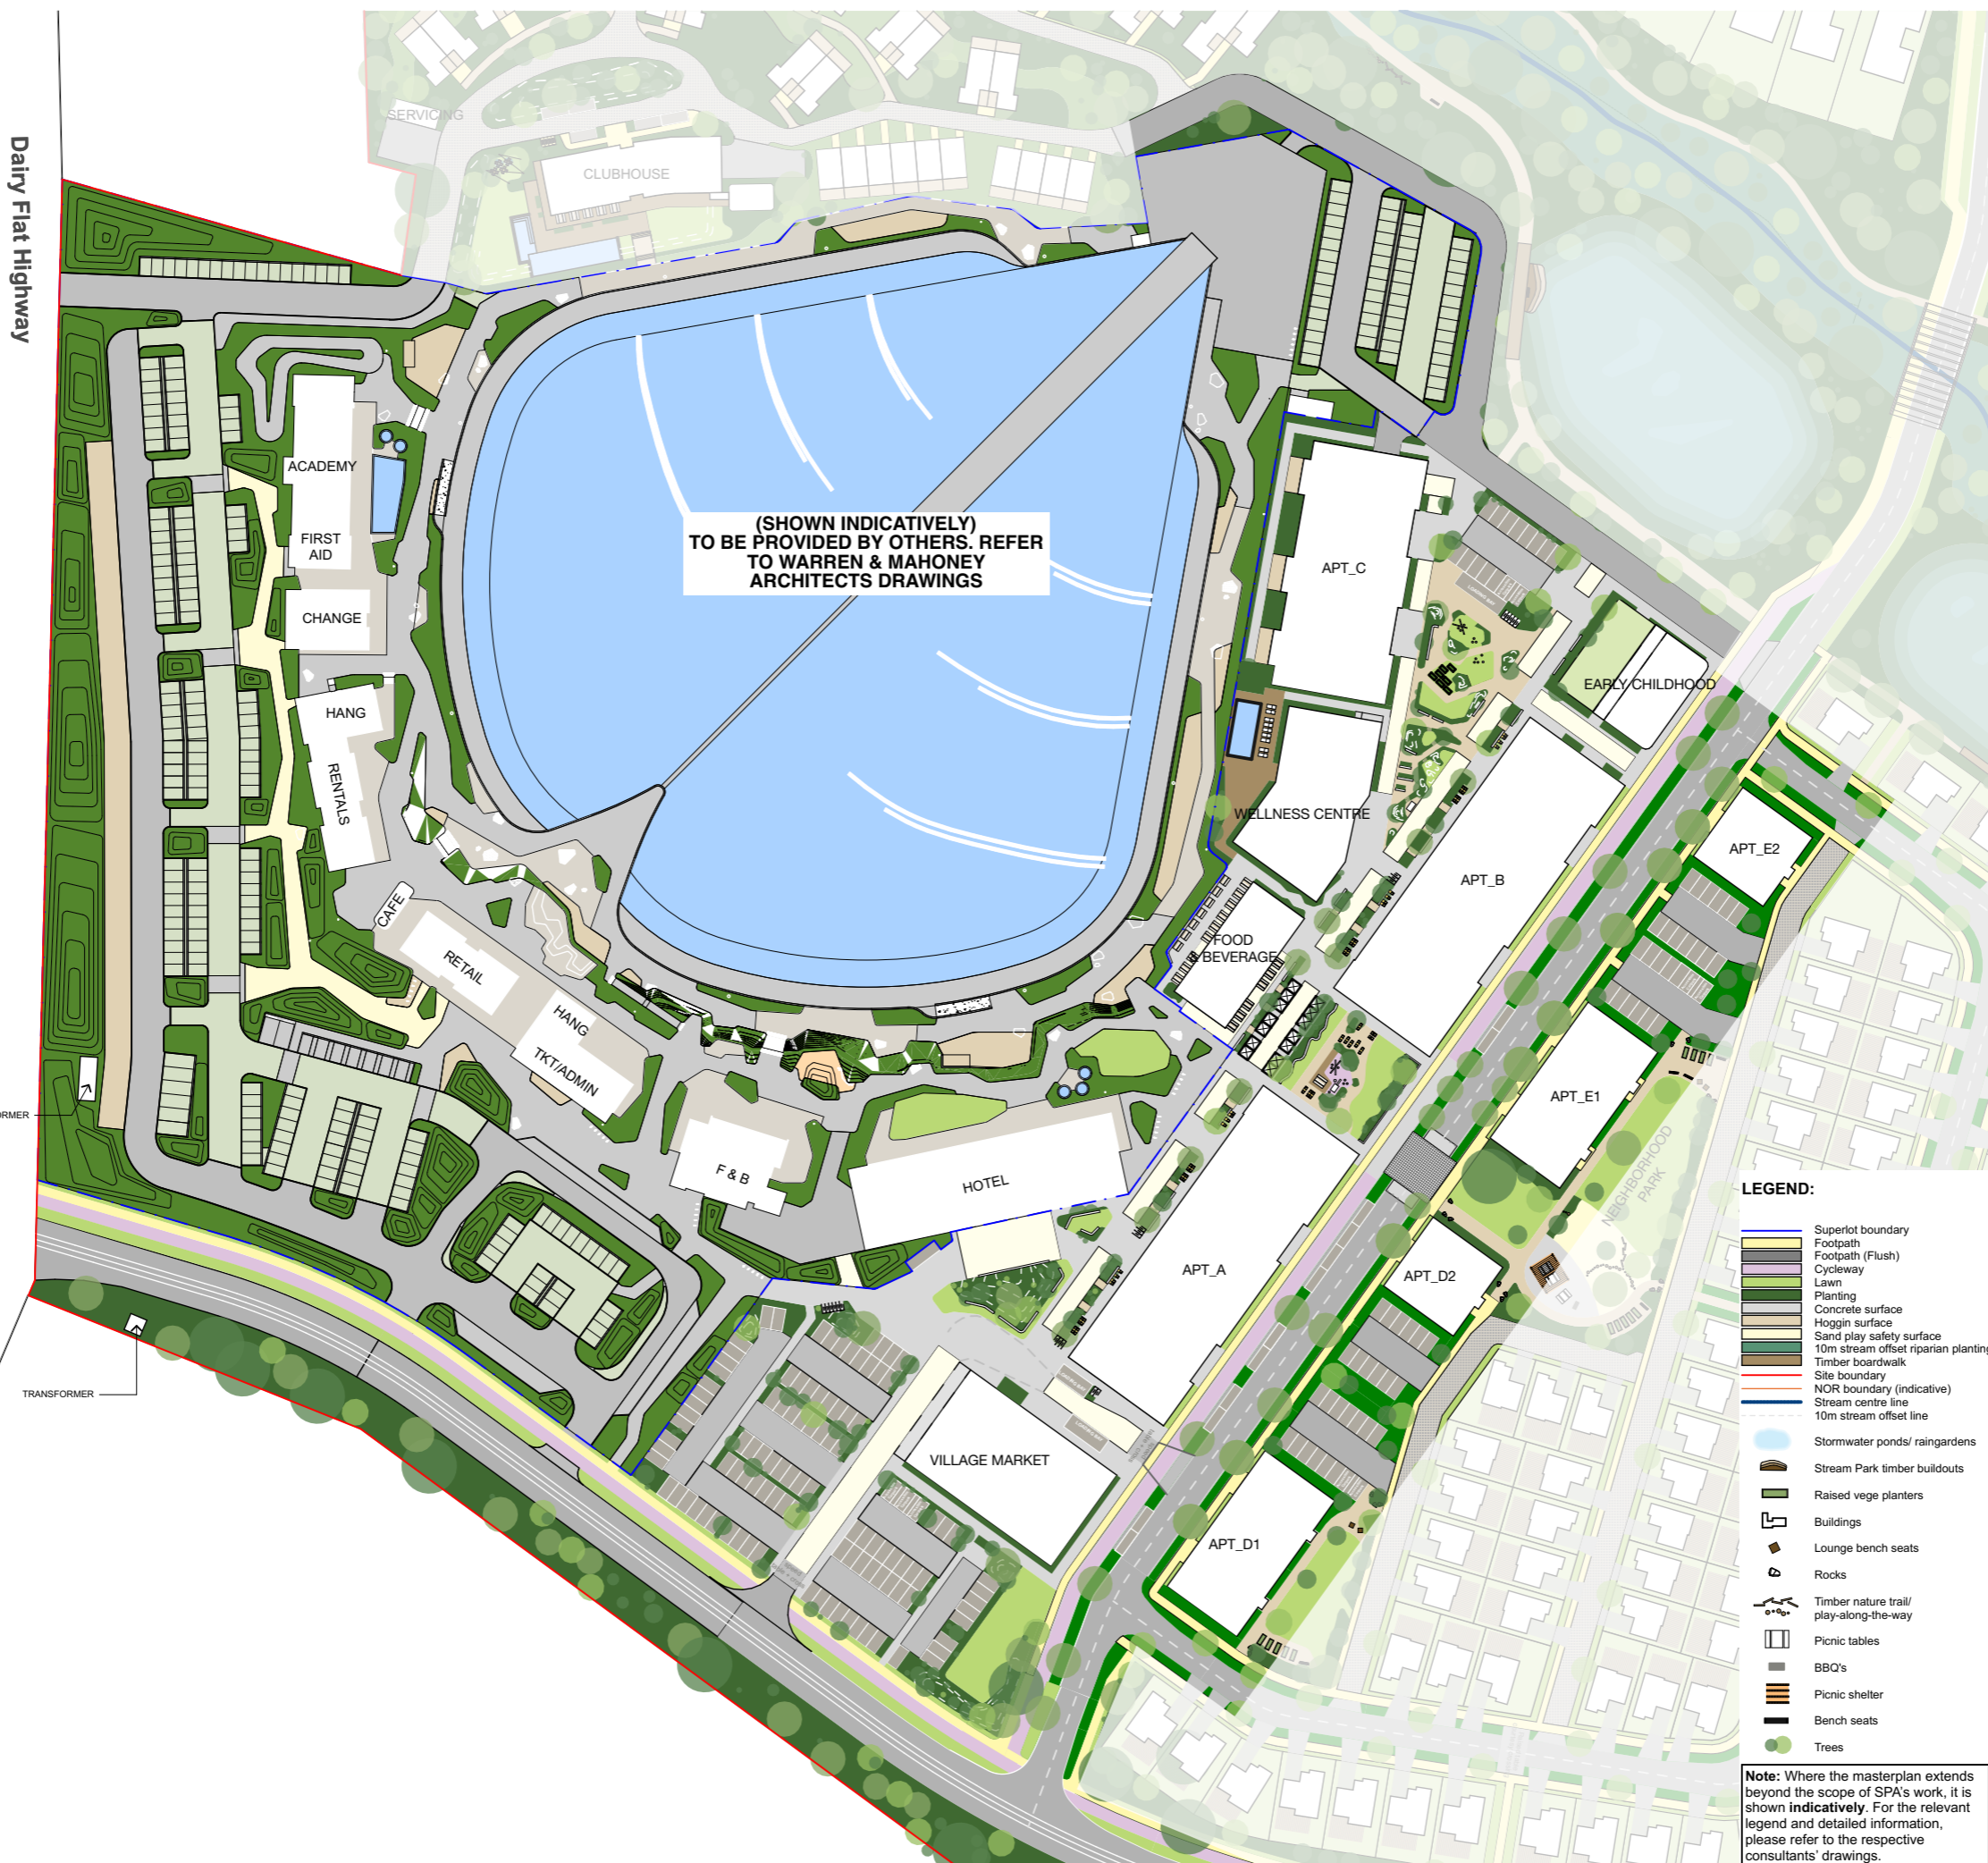 Dairy Flat Highway
SERVICING
CLUBHOUSE
(SHOWN INDICATIVELY)
TO BE PROVIDED BY OTHERS. REFER
TO WARREN & MAHONEY
ARCHITECTS DRAWINGS
ACADEMY
FIRST
AID
CHANGE
HANG
RENTALS
CAFE
RETAIL
HANG
TKT/ADMIN
F & B
HOTEL
APT_C
EARLY CHILDHOOD
WELLNESS CENTRE
APT_B
APT_E2
FOOD
& BEVERAGE
APT_E1
NEIGHBORHOOD
PARK
APT_A
APT_D2
VILLAGE MARKET
APT_D1
ORMER
TRANSFORMER
LEGEND:
Superlot boundary
Footpath
Footpath (Flush)
Cycleway
Lawn
Planting
Concrete surface
Hoggin surface
Sand play safety surface
10m stream offset riparian planting
Timber boardwalk
Site boundary
NOR boundary (indicative)
Stream centre line
10m stream offset line
Stormwater ponds/ raingardens
Stream Park timber buildouts
Raised vege planters
Buildings
Lounge bench seats
Rocks
Timber nature trail/
play-along-the-way
Picnic tables
BBQ's
Picnic shelter
Bench seats
Trees
Note: Where the masterplan extends
beyond the scope of SPA's work, it is
shown indicatively. For the relevant
legend and detailed information,
please refer to the respective
consultants' drawings.